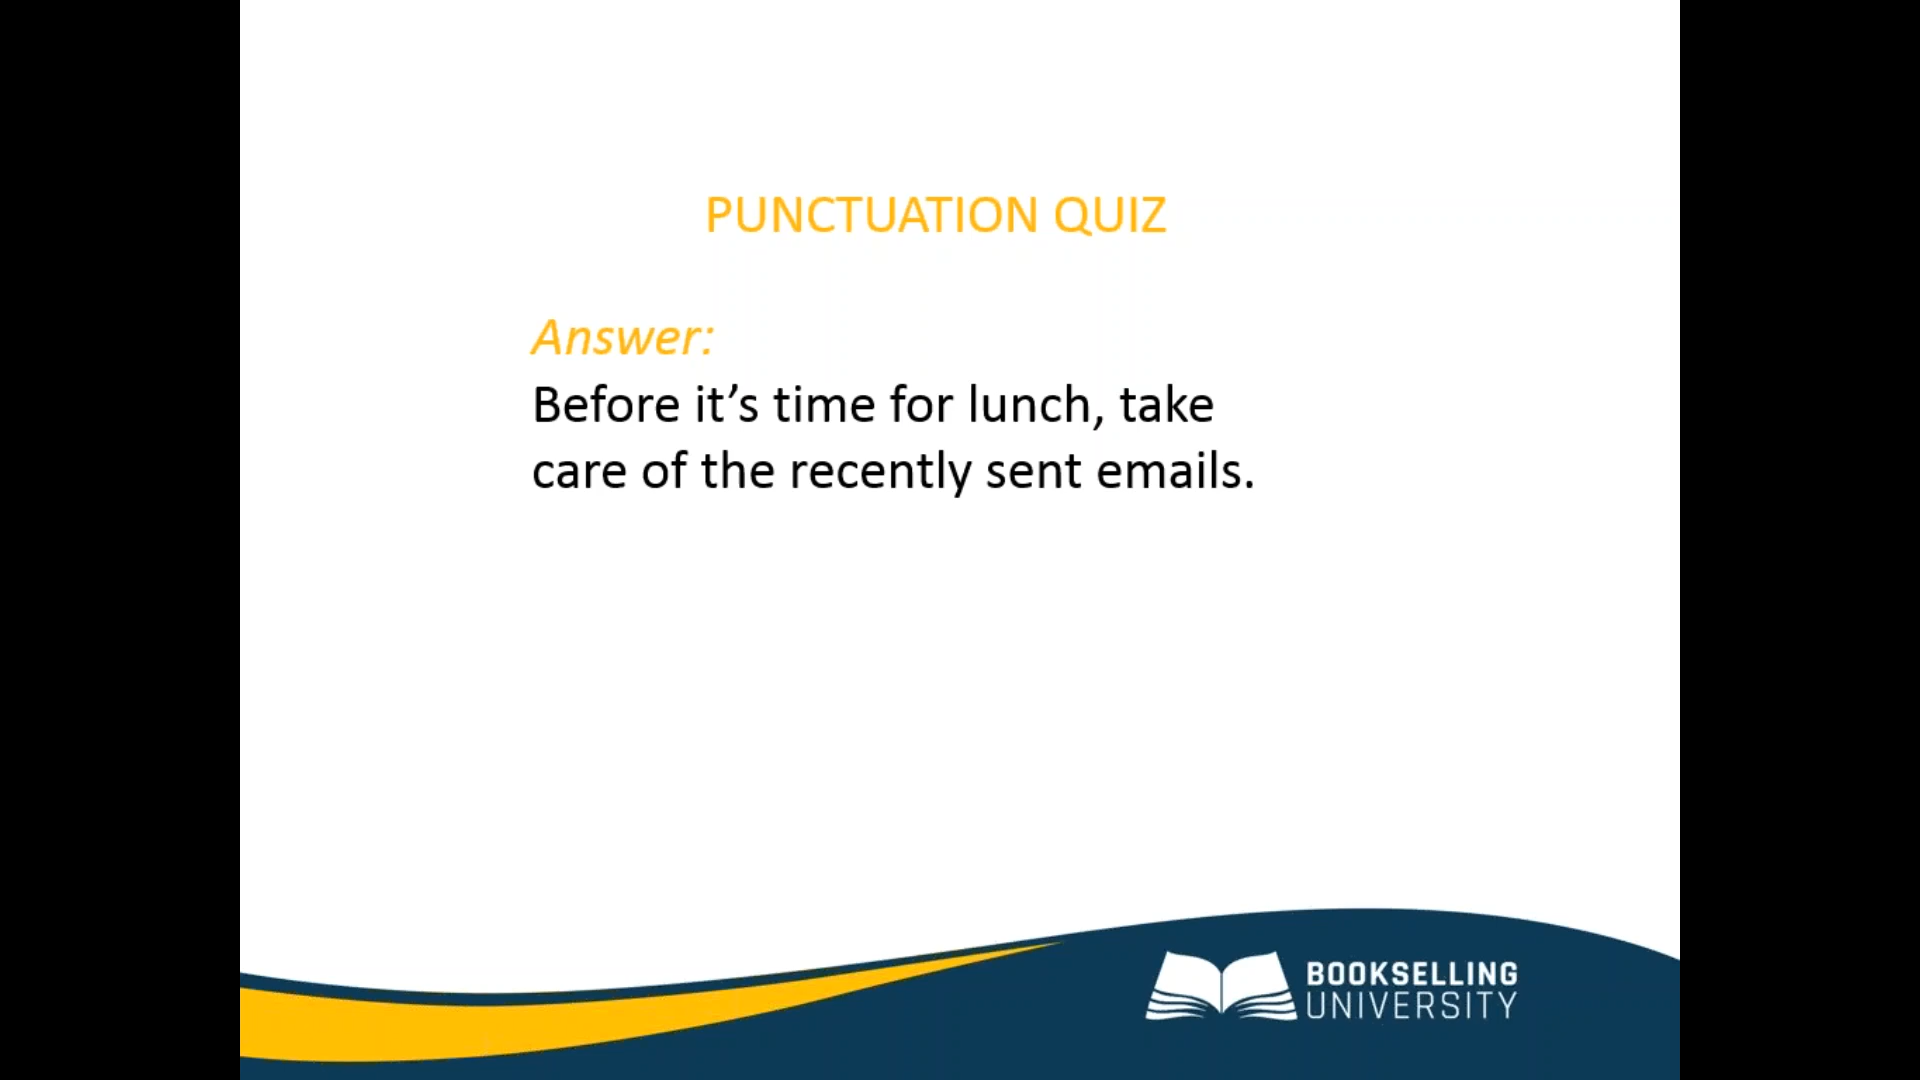 PUNCTUATION QUIZ
Answer:
Before it’s time for lunch, take
care of the recently sent emails.
BOOKSELLING
UNIVERSITY